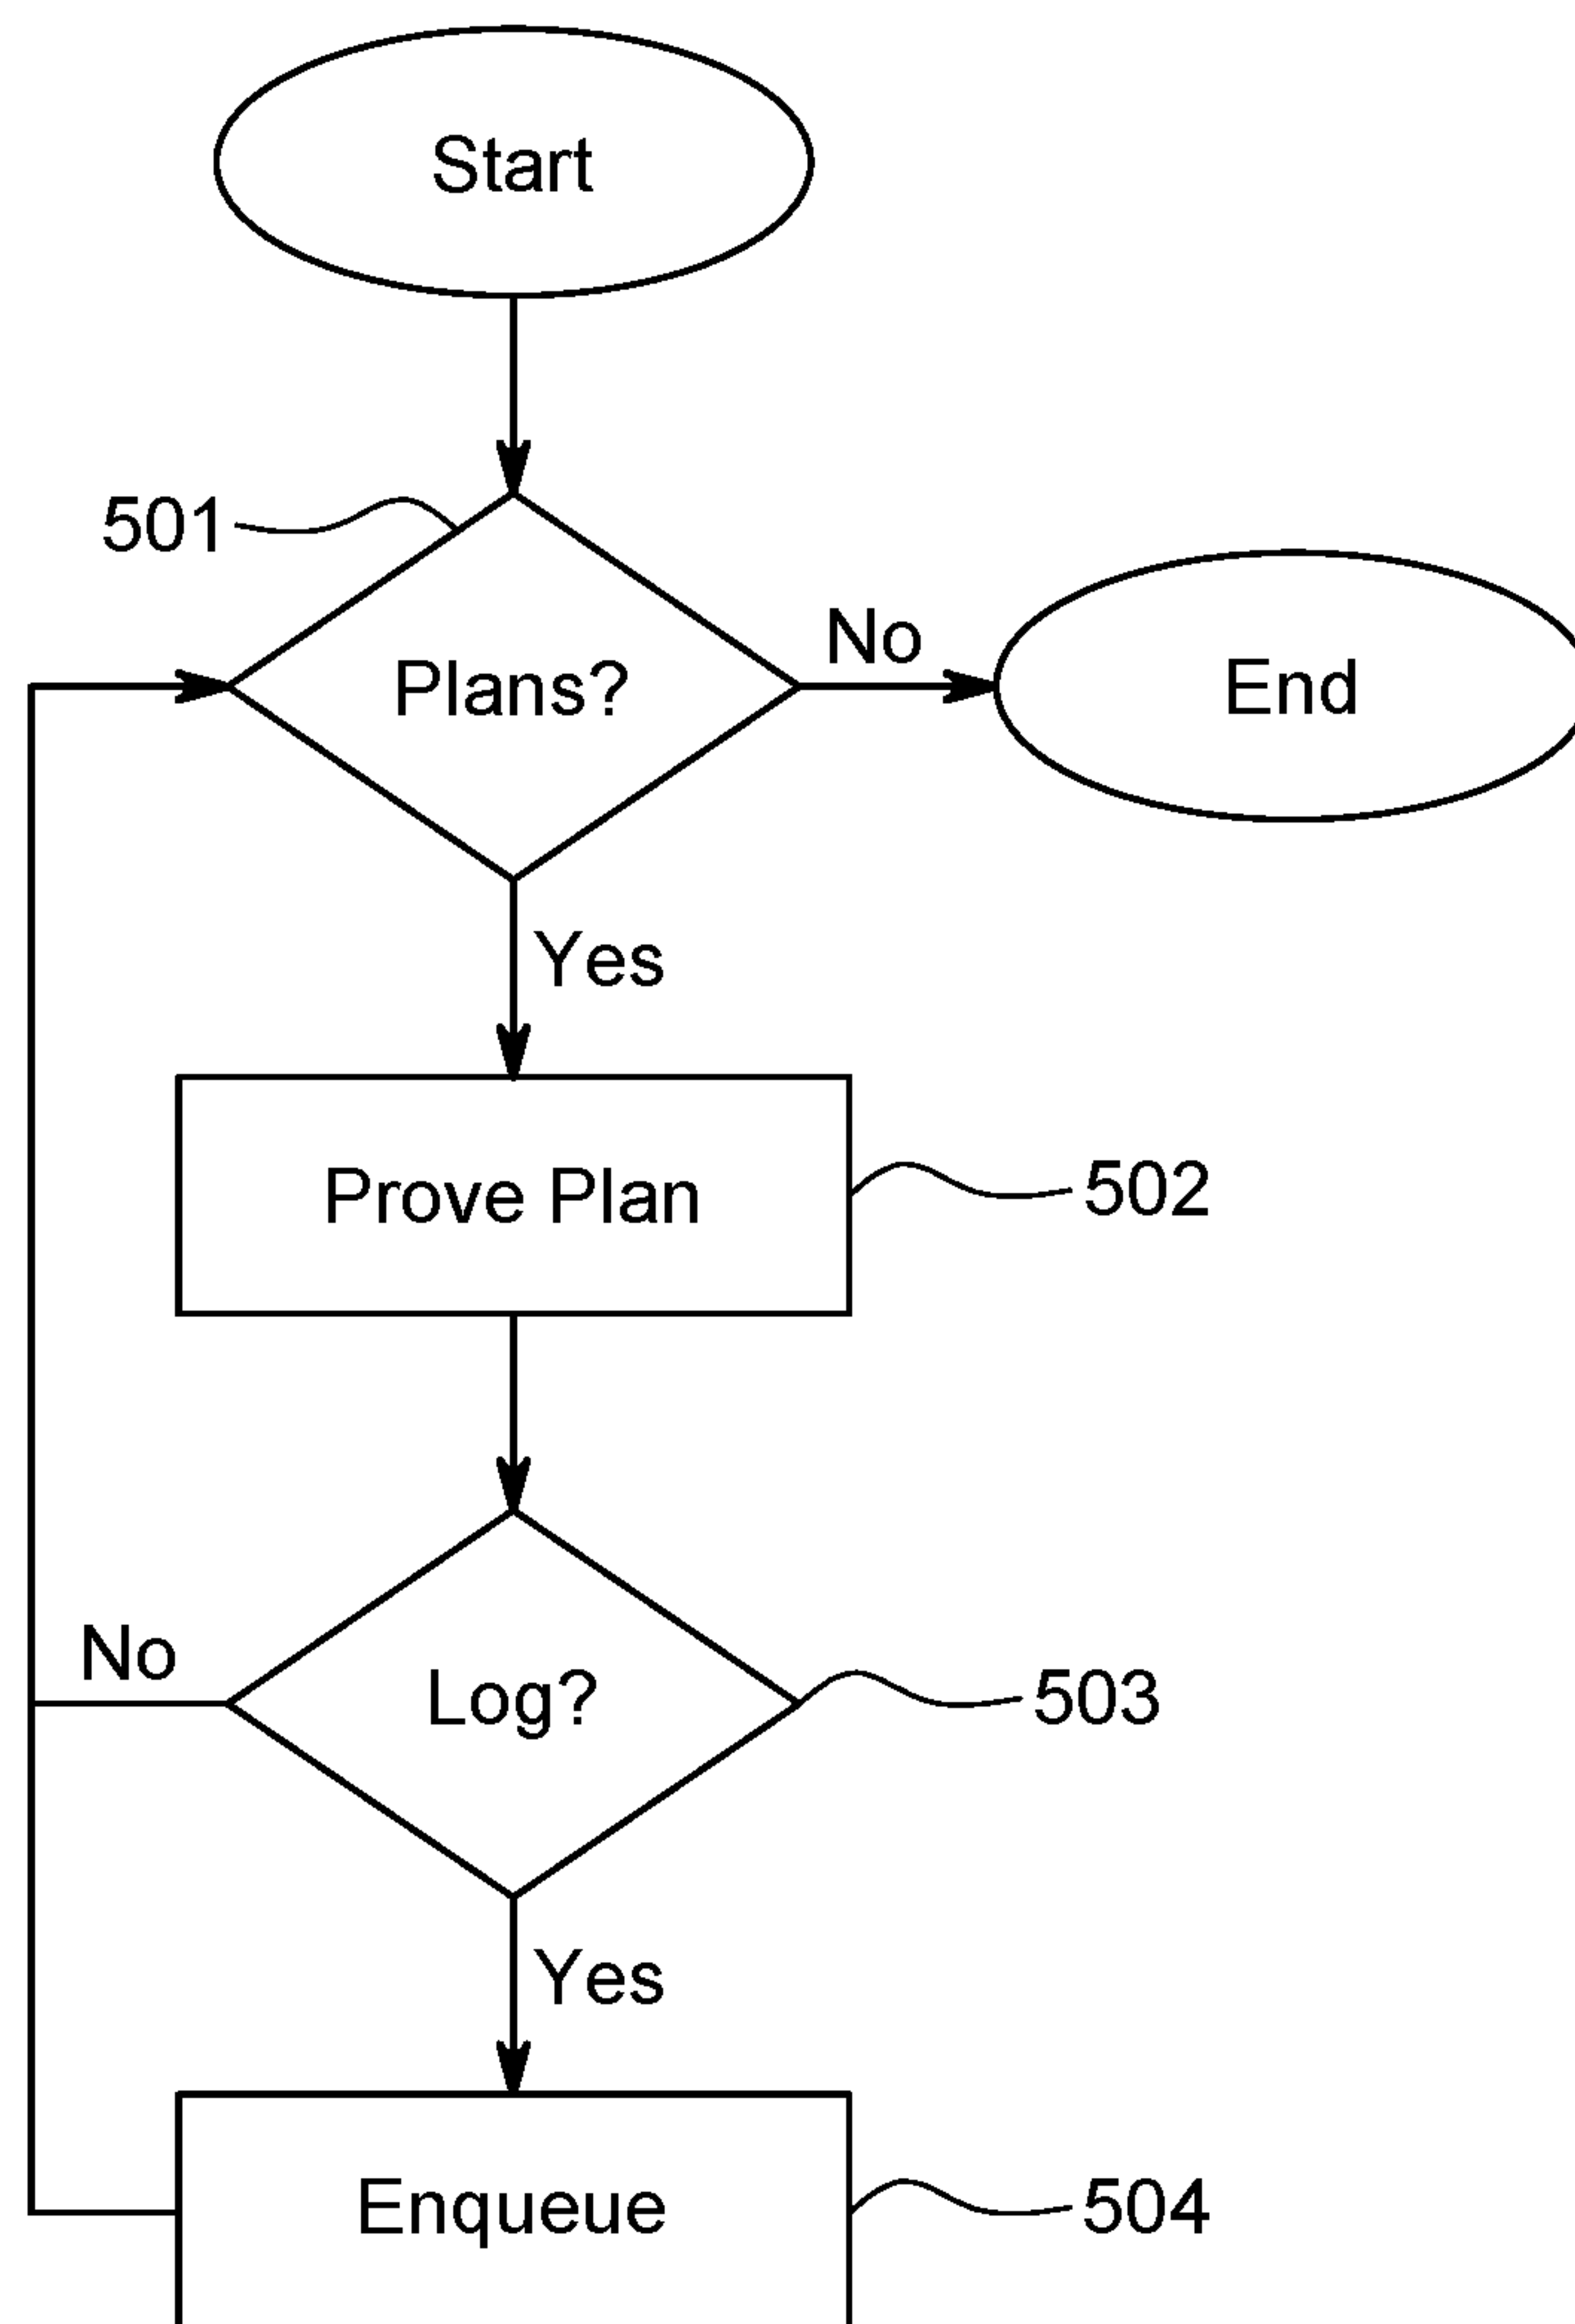 Start
501
Plans?
No
End
Yes
Prove Plan
502
No
Log?
503
Yes
Enqueue
504